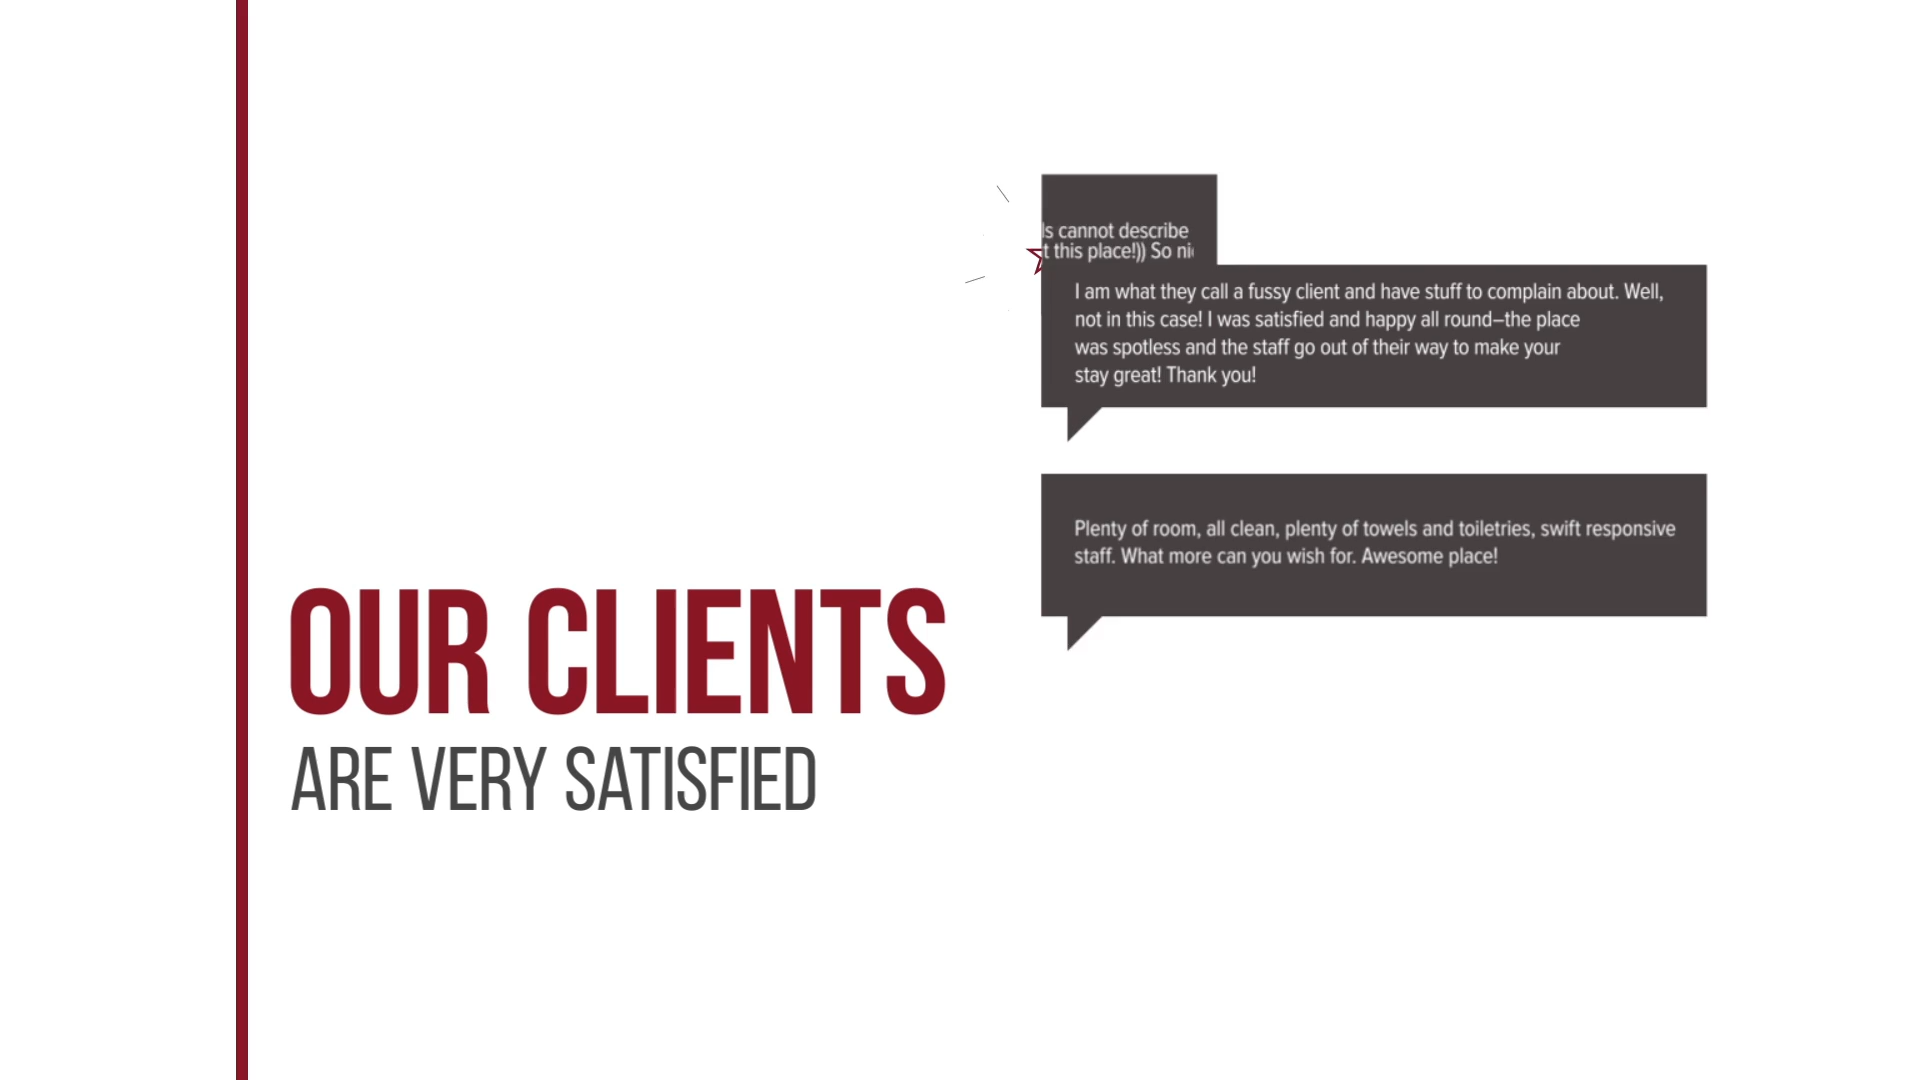 OUR CLIENTS
ARE VERY SATISFIED
cannot describe
this place!)) So
I am what they call a fussy client and have stuff to complain about. Well,
not in this case! I was satisfied and happy all round–the place
was spotless and the staff go out of their way to make your
stay great! Thank you!
Plenty of room, all clean, plenty of towels and toiletries, swift responsive
staff. What more can you wish for. Awesome place!